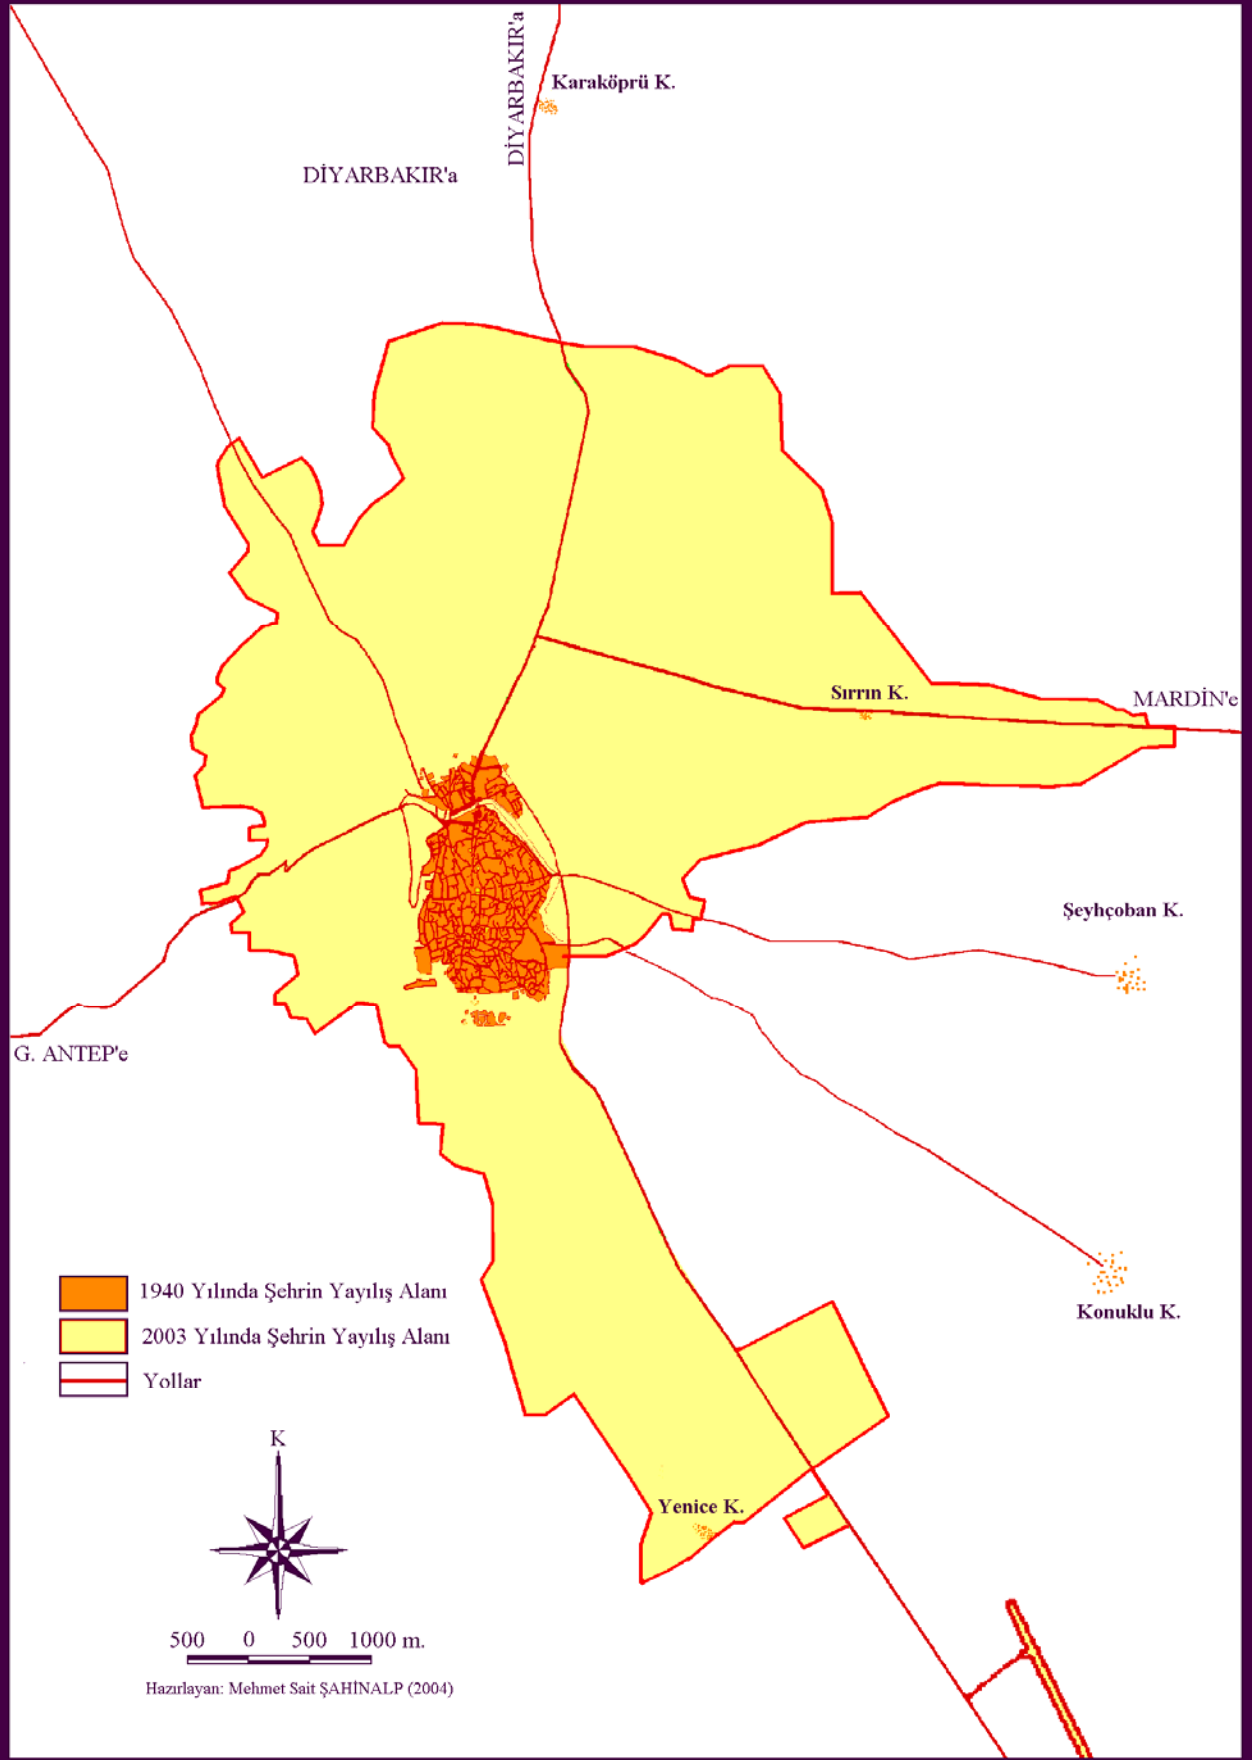 DİYARBAKIR'a
Karaköprü K.
DİYARBAKIR'a
Sırrın K.
MARDİN'e
Şeyhçoban K.
G. ANTEP'e
Konuklu K.
1940 Yılında Şehrin Yayılış Alanı
2003 Yılında Şehrin Yayılış Alanı
Yollar
K
Yenice K.
500 0 500 1000 m.
Hazırlayan: Mehmet Sait ŞAHİNALP (2004)